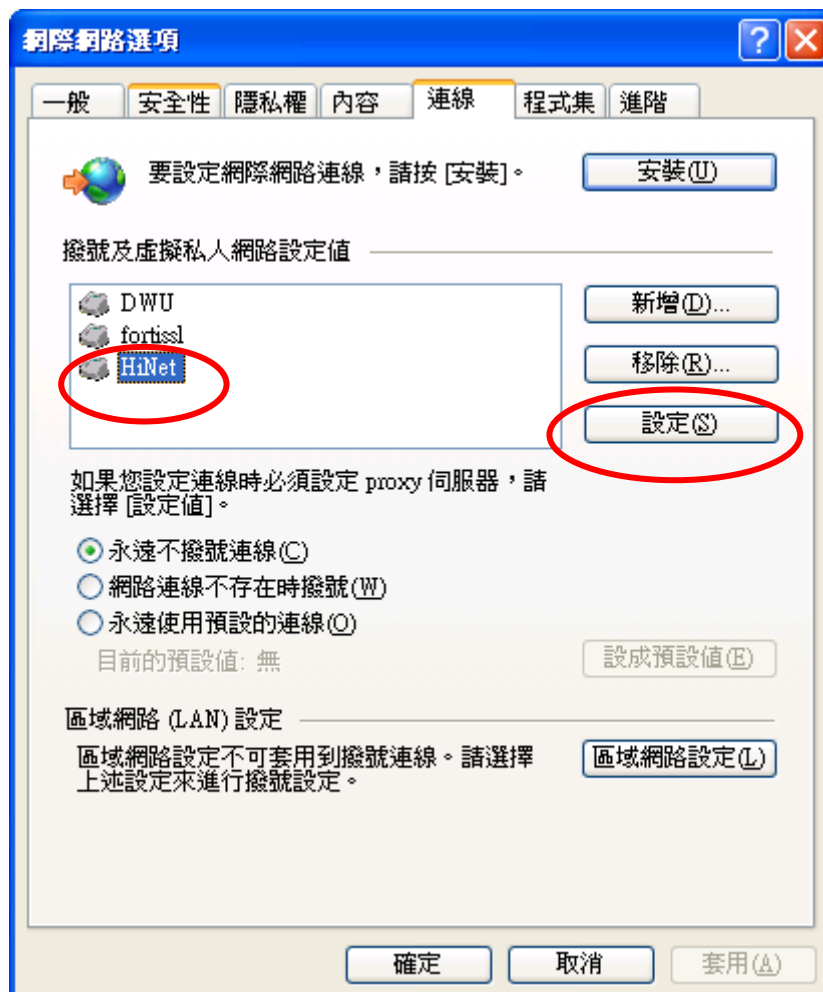 網際網路選項
一般 安全性 隱私權 內容 連線 程式集 進階
要設定網際網路連線，請按 [安裝]。 安裝(U)
撥號及虛擬私人網路設定值
DWU
fortissl
HiNet
新增(D)...
移除(R)...
設定(S)
如果您設定連線時必須設定 proxy 伺服器，請
選擇 [設定值]。
永遠不撥號連線(C)
網路連線不存在時撥號(W)
永遠使用預設的連線(O)
目前的預設值: 無 設成預設值(E)
區域網路 (LAN) 設定
區域網路設定不可套用到撥號連線。請選擇
上述設定來進行撥號設定。
區域網路設定(L)
確定 取消 套用(A)